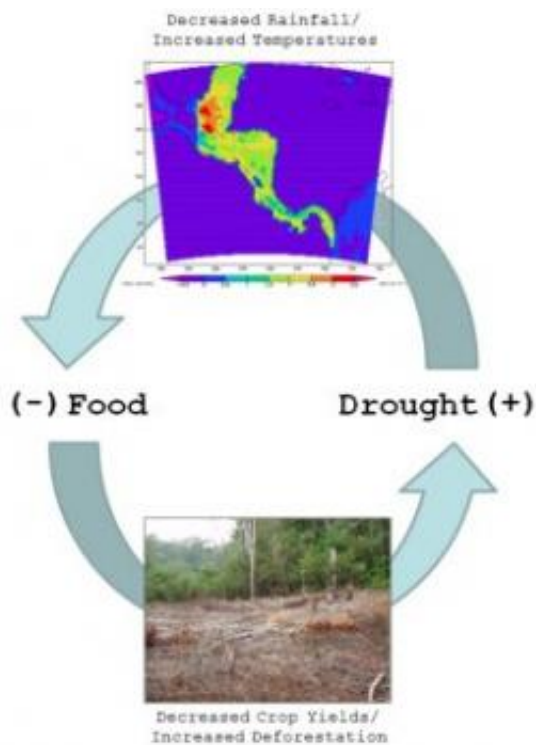 Decreased Rainfall/
Increased Temperatures
(-) Food
Drought (+)
Decreased Crop Yields/
Increased Deforestation